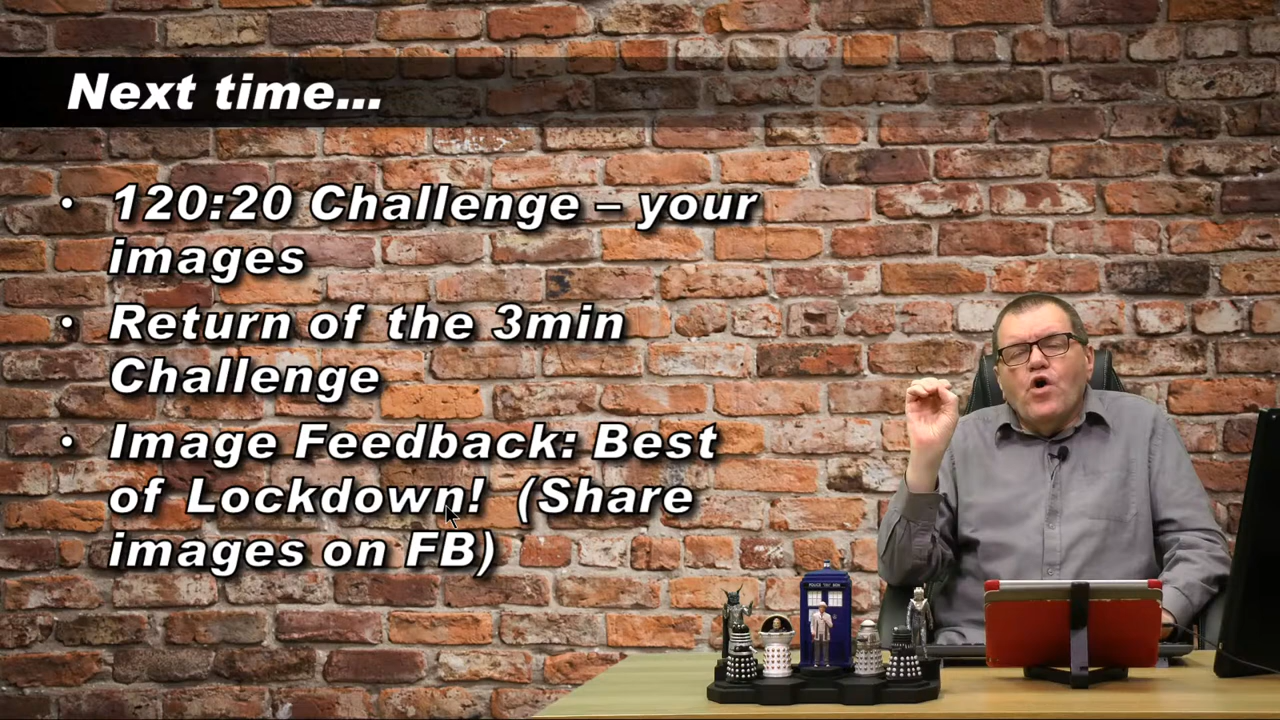 Next time...
• 120:20 Challenge – your
images
• Return of the 3min
Challenge
• Image Feedback: Best
of Lockdown! (Share
images on FB)